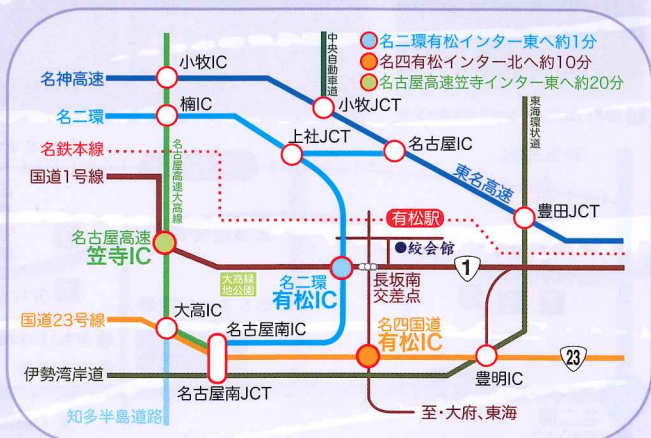 中央自動車道
名二環有松インター東へ約1分
名四有松インター北へ約10分
名古屋高速笠寺インター東へ約20分
小牧IC
名神高速
小牧JCT
楠IC
名二環
上社JCT
名古屋IC
東海環状道
名鉄本線
名古屋高速大高線
国道1号線
東名高速
有松駅
豊田JCT
名古屋高速
笠寺IC
●絞会館
1
大高緑
地公園
名二環
有松IC
長坂南
交差点
大高IC
国道23号線
名古屋南IC
名四国道
有松IC
23
伊勢湾岸道
豊明IC
名古屋南JCT
知多半島道路
至・大府、東海